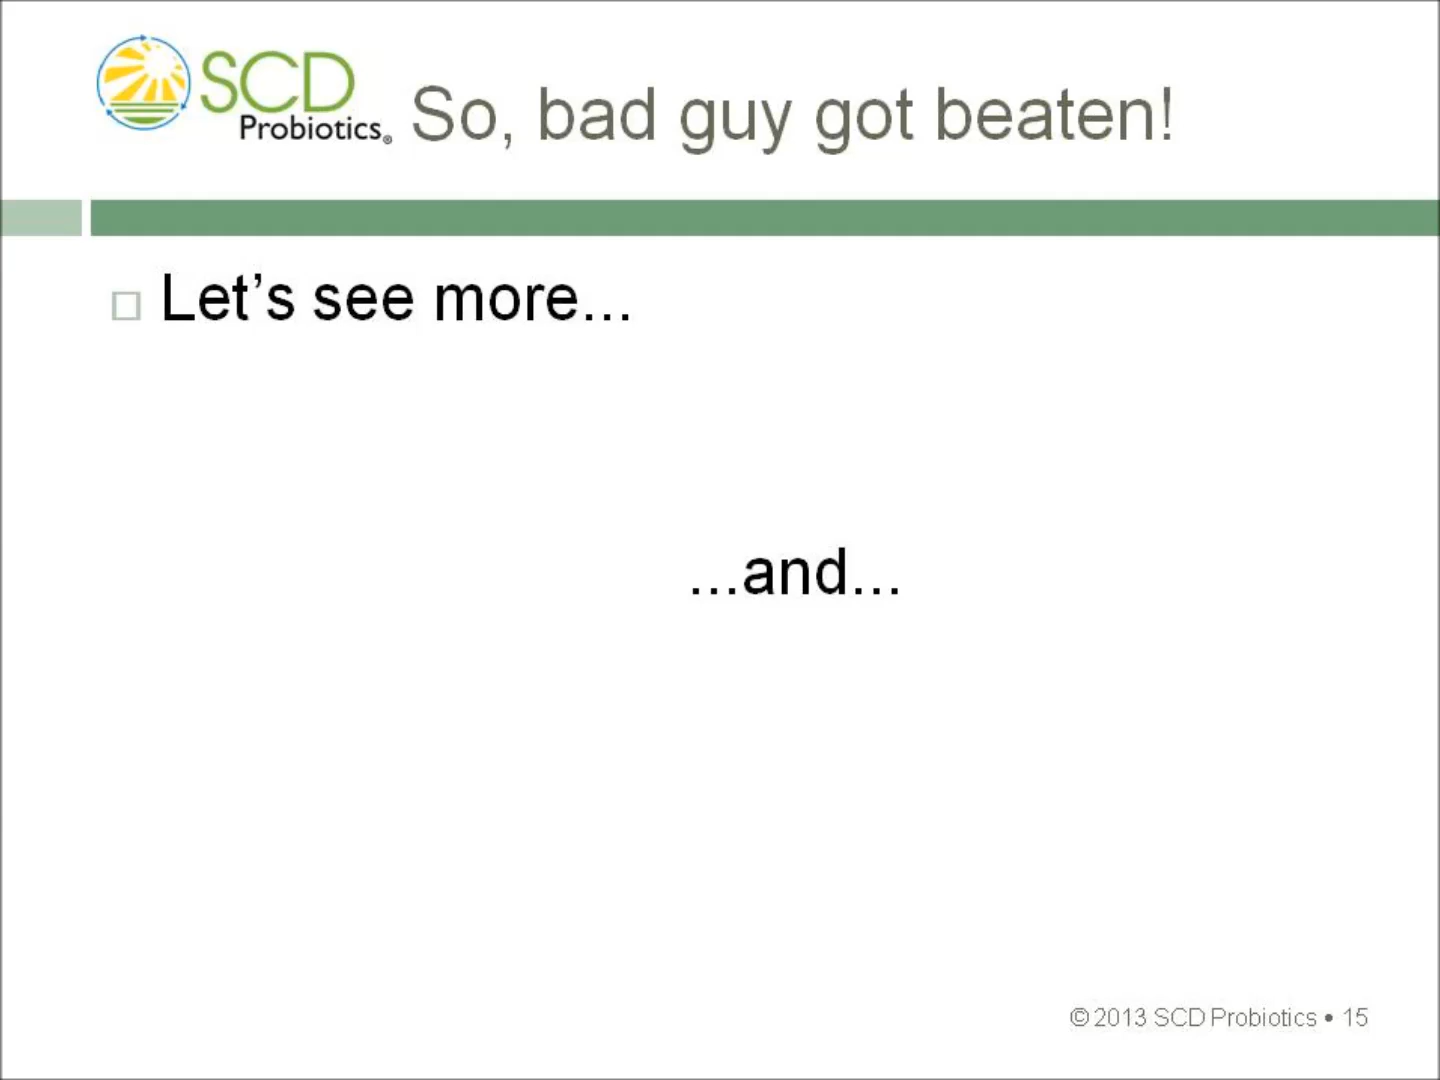 SCD
Probiotics®
So, bad guy got beaten!
Let’s see more...
...and...
© 2013 SCD Probiotics • 15